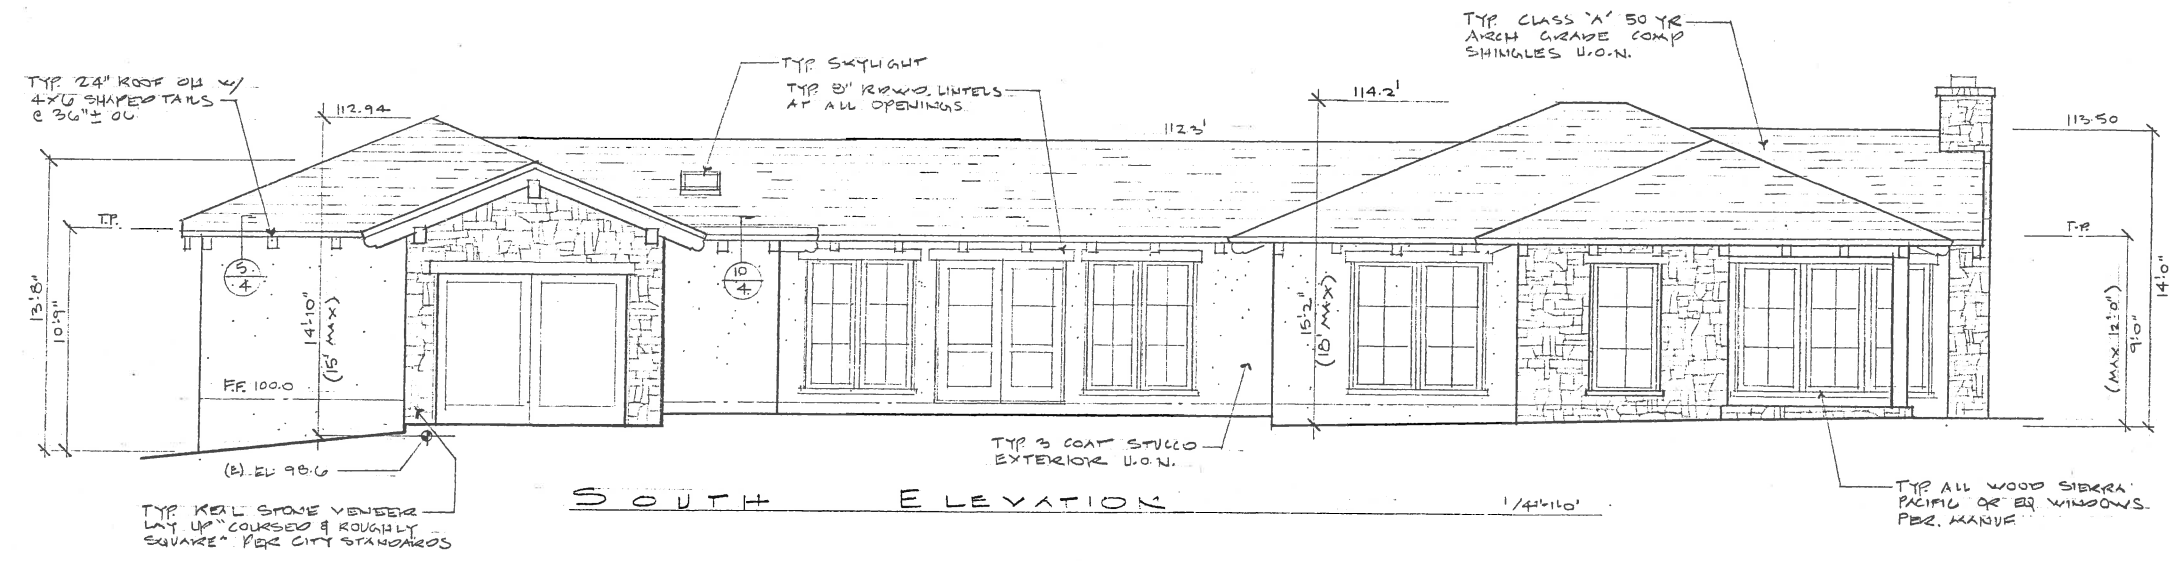 TYP. CLASS 'A' 50 YR
ARCH GRADE COMP
SHINGLES U.O.N.
TYP. SKYLIGHT
TYP. 8" RDWD. LINTELS
AT ALL OPENINGS
TYP. 24" ROOF OH W/
4X6 SHAPED TAILS
@ 36"± OC
112.94
114.2'
112.3'
113.50
T.P.
T.P.
13'-8"
10'-9"
14'-10"
(15' MAX)
5
4
10
4
15'-2"
(18' MAX)
(MAX 12'-0")
9'-0"
14'-0"
F.F. 100.0
(E) EL 98.6
TYP. 3 COAT STUCCO
EXTERIOR U.O.N.
TYP. REAL STONE VENEER
LAY UP "COURSED & ROUGHLY
SQUARE" PER CITY STANDARDS
SOUTH ELEVATION
1/4"=1'-0"
TYP. ALL WOOD SIERRA
PACIFIC OR EQ. WINDOWS
PER. MANUF.